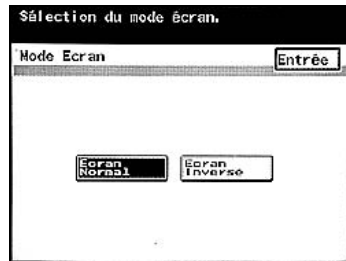 Sélection du mode écran.
Mode Ecran
Entrée
Ecran
Normal
Ecran
Inverse